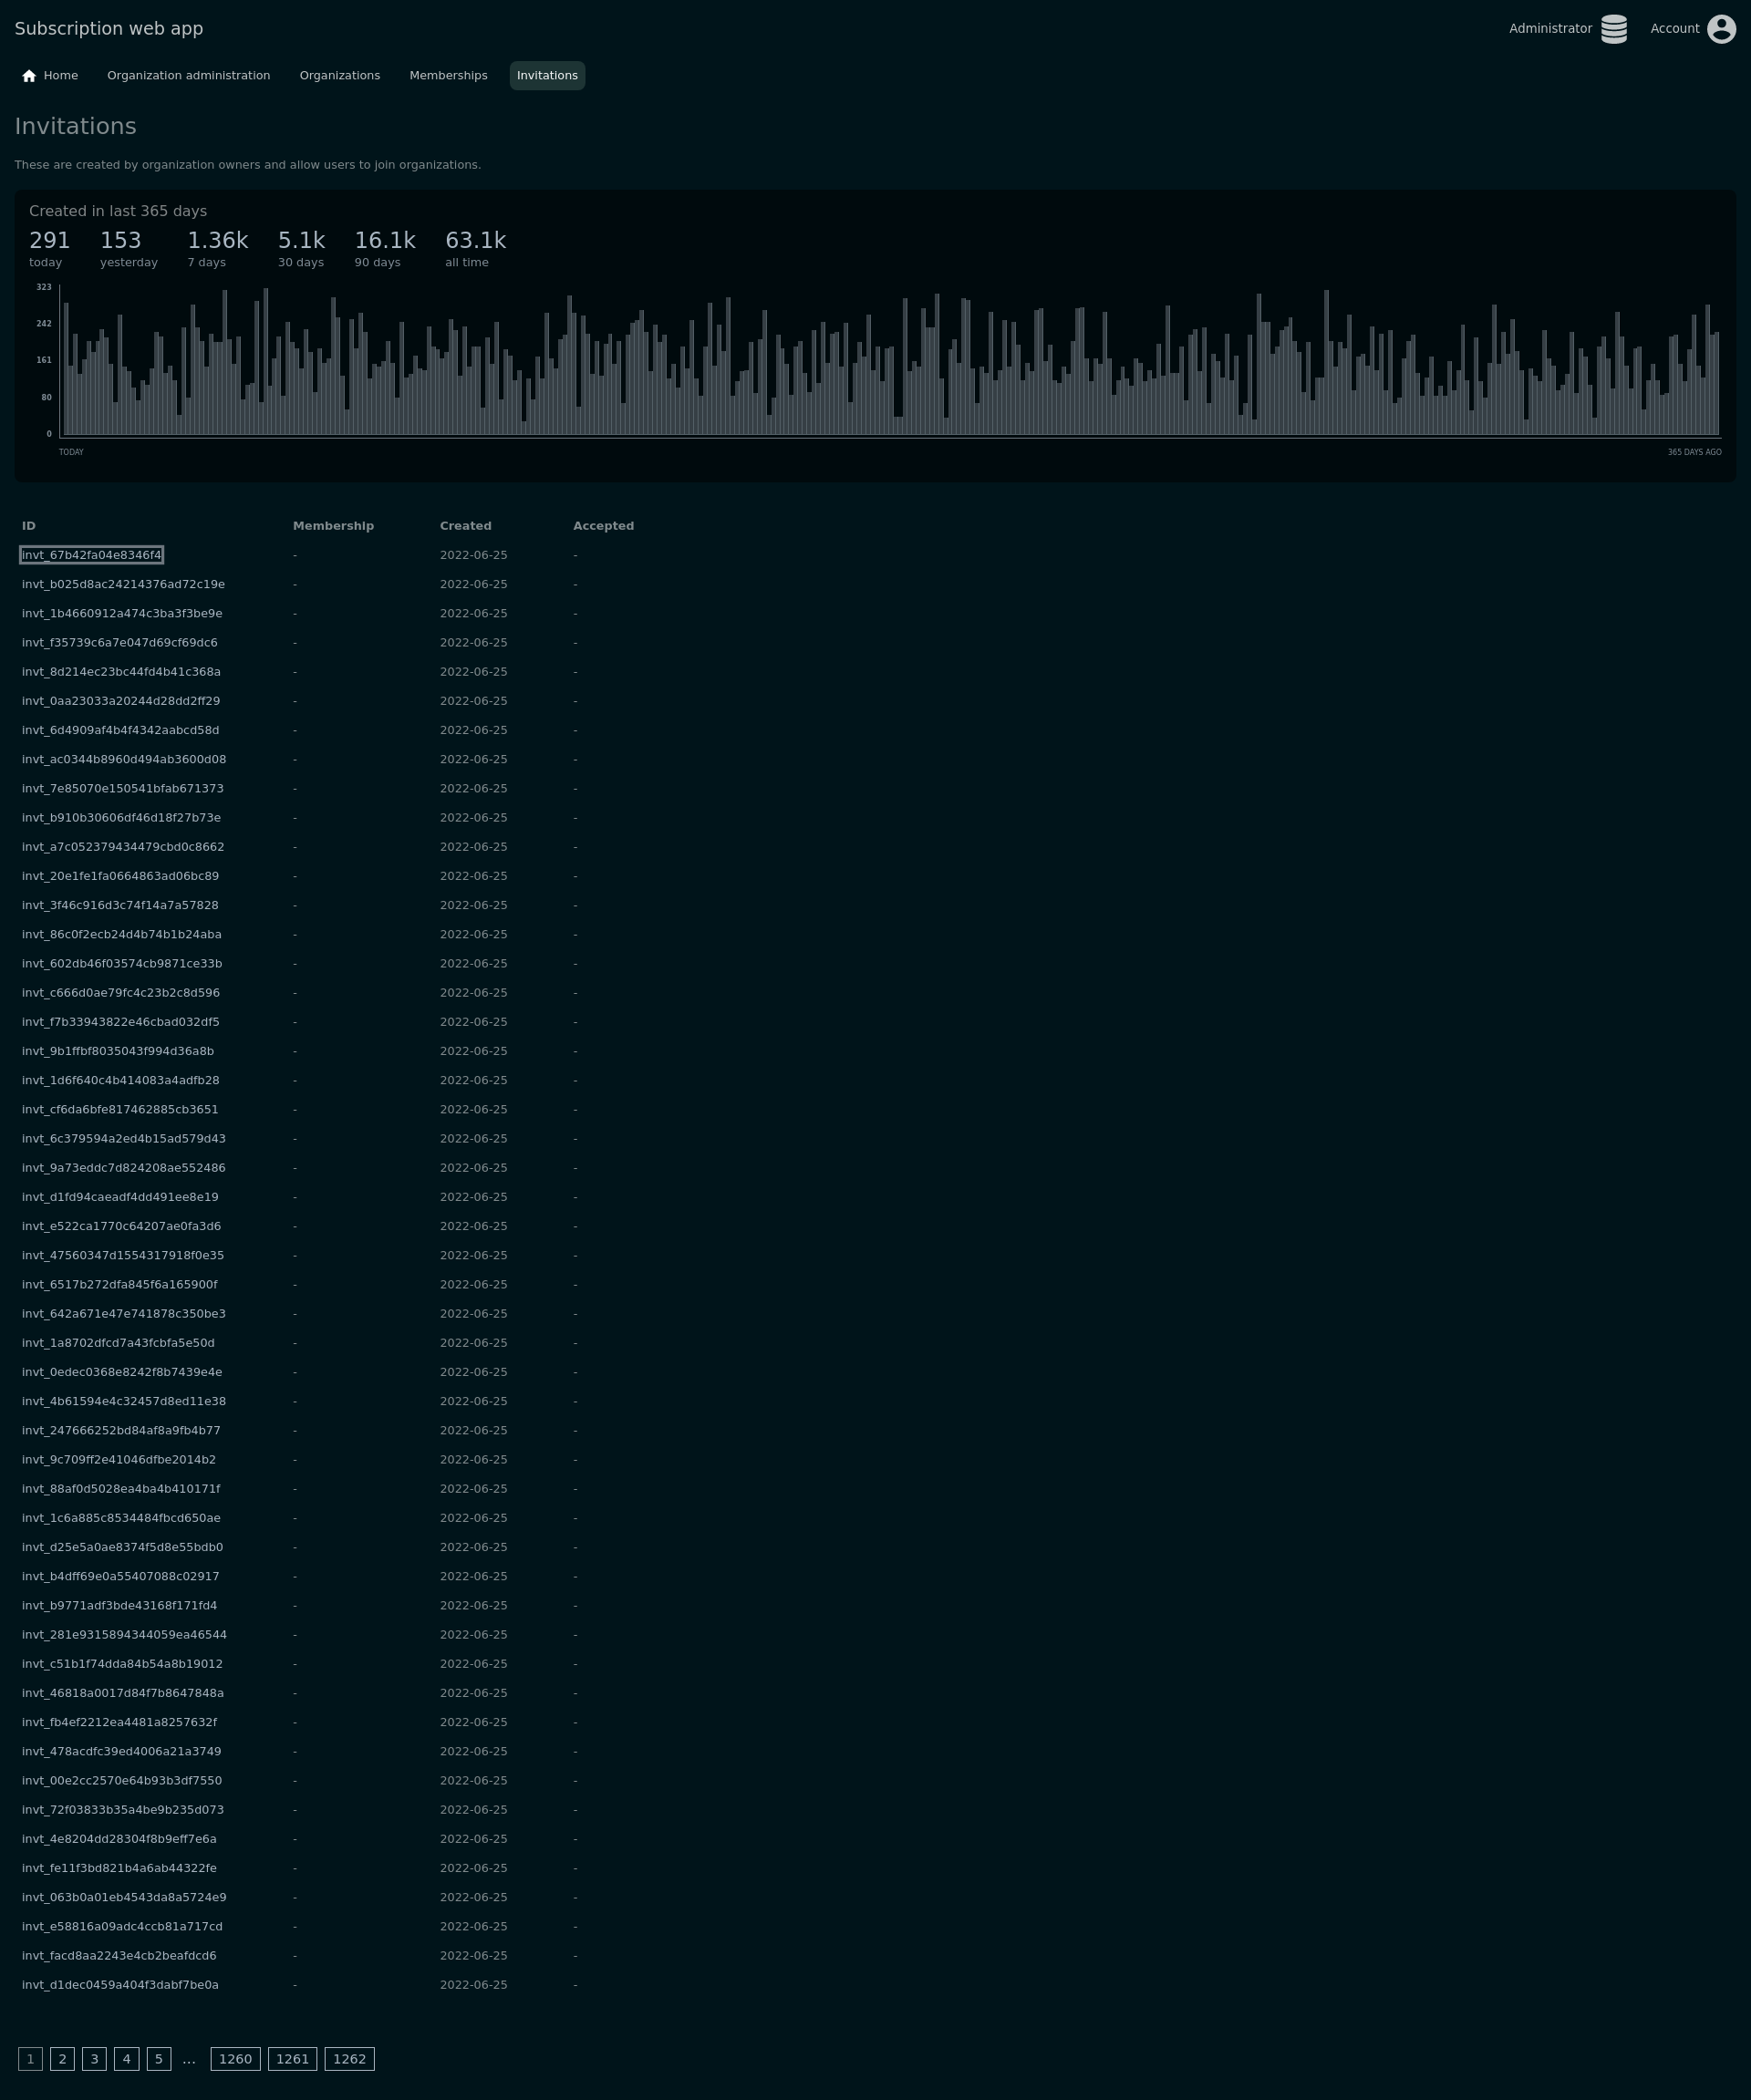 Subscription web app
Administrator
Account
Home Organization administration Organizations Memberships Invitations
Invitations
These are created by organization owners and allow users to join organizations.
Created in last 365 days
291 153 1.36k 5.1k 16.1k 63.1k
today yesterday 7 days 30 days 90 days all time
323
242
161
80
0
TODAY 365 DAYS AGO
ID Membership Created Accepted
invt_67b42fa04e8346f4 - 2022-06-25 -
invt_b025d8ac24214376ad72c19e - 2022-06-25 -
invt_1b4660912a474c3ba3f3be9e - 2022-06-25 -
invt_f35739c6a7e047d69cf69dc6 - 2022-06-25 -
invt_8d214ec23bc44fd4b41c368a - 2022-06-25 -
invt_0aa23033a20244d28dd2ff29 - 2022-06-25 -
invt_6d4909af4b4f4342aabcd58d - 2022-06-25 -
invt_ac0344b8960d494ab3600d08 - 2022-06-25 -
invt_7e85070e150541bfab671373 - 2022-06-25 -
invt_b910b30606df46d18f27b73e - 2022-06-25 -
invt_a7c052379434479cbd0c8662 - 2022-06-25 -
invt_20e1fe1fa0664863ad06bc89 - 2022-06-25 -
invt_3f46c916d3c74f14a7a57828 - 2022-06-25 -
invt_86c0f2ecb24d4b74b1b24aba - 2022-06-25 -
invt_602db46f03574cb9871ce33b - 2022-06-25 -
invt_c666d0ae79fc4c23b2c8d596 - 2022-06-25 -
invt_f7b33943822e46cbad032df5 - 2022-06-25 -
invt_9b1ffbf8035043f994d36a8b - 2022-06-25 -
invt_1d6f640c4b414083a4adfb28 - 2022-06-25 -
invt_cf6da6bfe817462885cb3651 - 2022-06-25 -
invt_6c379594a2ed4b15ad579d43 - 2022-06-25 -
invt_9a73eddc7d824208ae552486 - 2022-06-25 -
invt_d1fd94caeadf4dd491ee8e19 - 2022-06-25 -
invt_e522ca1770c64207ae0fa3d6 - 2022-06-25 -
invt_47560347d1554317918f0e35 - 2022-06-25 -
invt_6517b272dfa845f6a165900f - 2022-06-25 -
invt_642a671e47e741878c350be3 - 2022-06-25 -
invt_1a8702dfcd7a43fcbfa5e50d - 2022-06-25 -
invt_0edec0368e8242f8b7439e4e - 2022-06-25 -
invt_4b61594e4c32457d8ed11e38 - 2022-06-25 -
invt_247666252bd84af8a9fb4b77 - 2022-06-25 -
invt_9c709ff2e41046dfbe2014b2 - 2022-06-25 -
invt_88af0d5028ea4ba4b410171f - 2022-06-25 -
invt_1c6a885c8534484fbcd650ae - 2022-06-25 -
invt_d25e5a0ae8374f5d8e55bdb0 - 2022-06-25 -
invt_b4dff69e0a55407088c02917 - 2022-06-25 -
invt_b9771adf3bde43168f171fd4 - 2022-06-25 -
invt_281e9315894344059ea46544 - 2022-06-25 -
invt_c51b1f74dda84b54a8b19012 - 2022-06-25 -
invt_46818a0017d84f7b8647848a - 2022-06-25 -
invt_fb4ef2212ea4481a8257632f - 2022-06-25 -
invt_478acdfc39ed4006a21a3749 - 2022-06-25 -
invt_00e2cc2570e64b93b3df7550 - 2022-06-25 -
invt_72f03833b35a4be9b235d073 - 2022-06-25 -
invt_4e8204dd28304f8b9eff7e6a - 2022-06-25 -
invt_fe11f3bd821b4a6ab44322fe - 2022-06-25 -
invt_063b0a01eb4543da8a5724e9 - 2022-06-25 -
invt_e58816a09adc4ccb81a717cd - 2022-06-25 -
invt_facd8aa2243e4cb2beafdcd6 - 2022-06-25 -
invt_d1dec0459a404f3dabf7be0a - 2022-06-25 -
1 2 3 4 5 … 1260 1261 1262